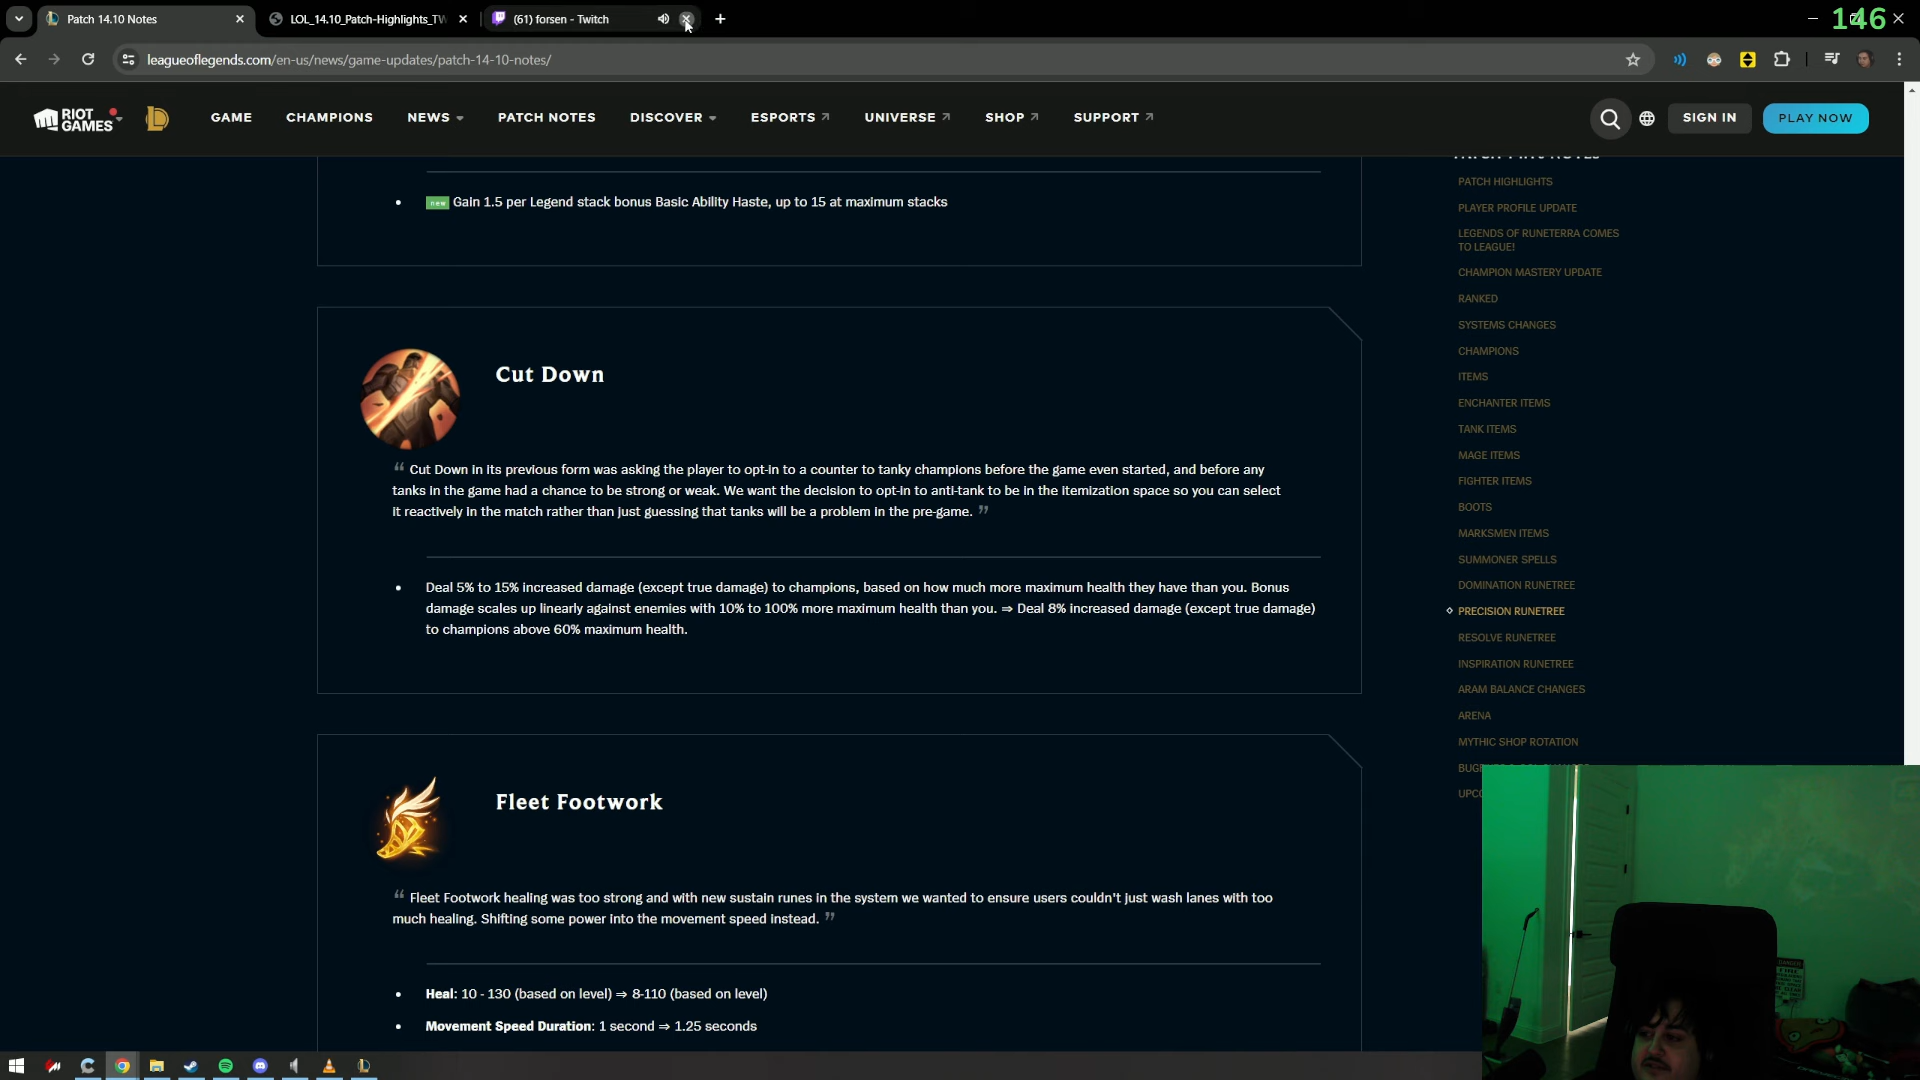 Patch 14.10 Notes
LOL_14.10_Patch-Highlights_TW
(61) forsen - Twitch
146
leagueoflegends.com/en-us/news/game-updates/patch-14-10-notes/
RIOT GAMES
GAME
CHAMPIONS
NEWS
PATCH NOTES
DISCOVER
ESPORTS
UNIVERSE
SHOP
SUPPORT
SIGN IN
PLAY NOW
new Gain 1.5 per Legend stack bonus Basic Ability Haste, up to 15 at maximum stacks
Cut Down
“ Cut Down in its previous form was asking the player to opt-in to a counter to tanky champions before the game even started, and before any
tanks in the game had a chance to be strong or weak. We want the decision to opt-in to anti-tank to be in the itemization space so you can select
it reactively in the match rather than just guessing that tanks will be a problem in the pre-game. ”
Deal 5% to 15% increased damage (except true damage) to champions, based on how much more maximum health they have than you. Bonus
damage scales up linearly against enemies with 10% to 100% more maximum health than you. ⇒ Deal 8% increased damage (except true damage)
to champions above 60% maximum health.
Fleet Footwork
“ Fleet Footwork healing was too strong and with new sustain runes in the system we wanted to ensure users couldn't just wash lanes with too
much healing. Shifting some power into the movement speed instead. ”
Heal: 10 - 130 (based on level) ⇒ 8-110 (based on level)
Movement Speed Duration: 1 second ⇒ 1.25 seconds
PATCH HIGHLIGHTS
PLAYER PROFILE UPDATE
LEGENDS OF RUNETERRA COMES
TO LEAGUE!
CHAMPION MASTERY UPDATE
RANKED
SYSTEMS CHANGES
CHAMPIONS
ITEMS
ENCHANTER ITEMS
TANK ITEMS
MAGE ITEMS
FIGHTER ITEMS
BOOTS
MARKSMEN ITEMS
SUMMONER SPELLS
DOMINATION RUNETREE
PRECISION RUNETREE
RESOLVE RUNETREE
INSPIRATION RUNETREE
ARAM BALANCE CHANGES
ARENA
MYTHIC SHOP ROTATION
DANGER